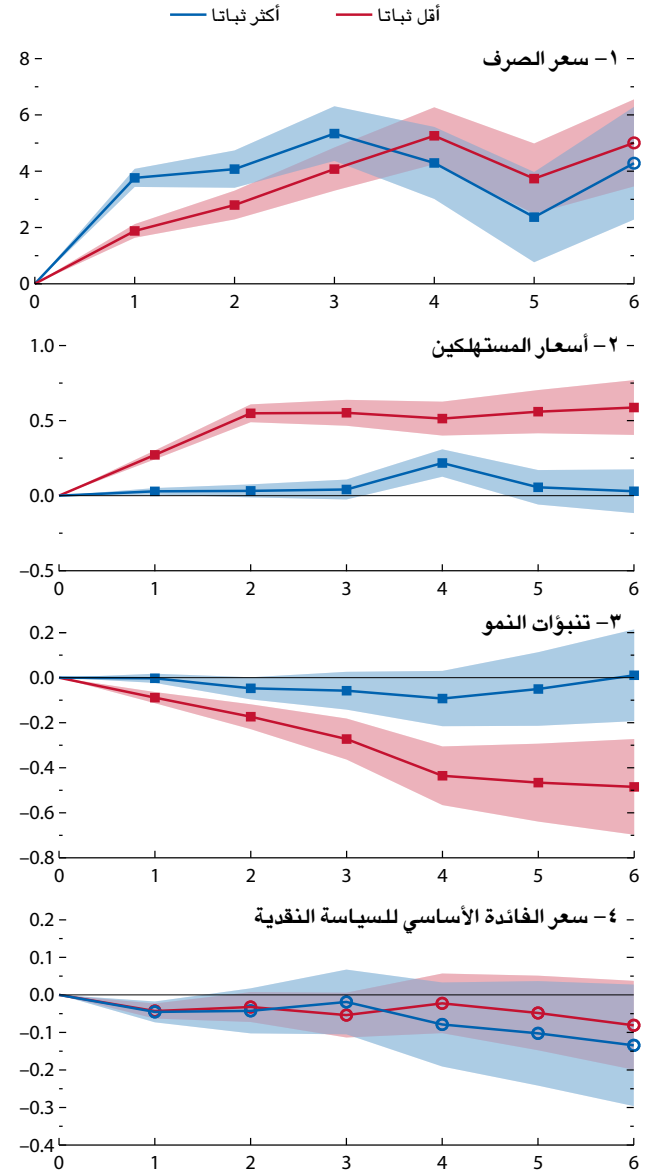 أقل ثباتا أكثر ثباتا
١– سعر الصرف
8
6
4
2
0
0 1 2 3 4 5 6
٢– أسعار المستهلكين
1.0
0.5
0.0
–0.5
0 1 2 3 4 5 6
٣– تنبؤات النمو
0.2
0.0
–0.2
–0.4
–0.6
–0.8
0 1 2 3 4 5 6
٤– سعر الفائدة الأساسي للسياسة النقدية
0.2
0.1
0.0
–0.1
–0.2
–0.3
–0.4
0 1 2 3 4 5 6